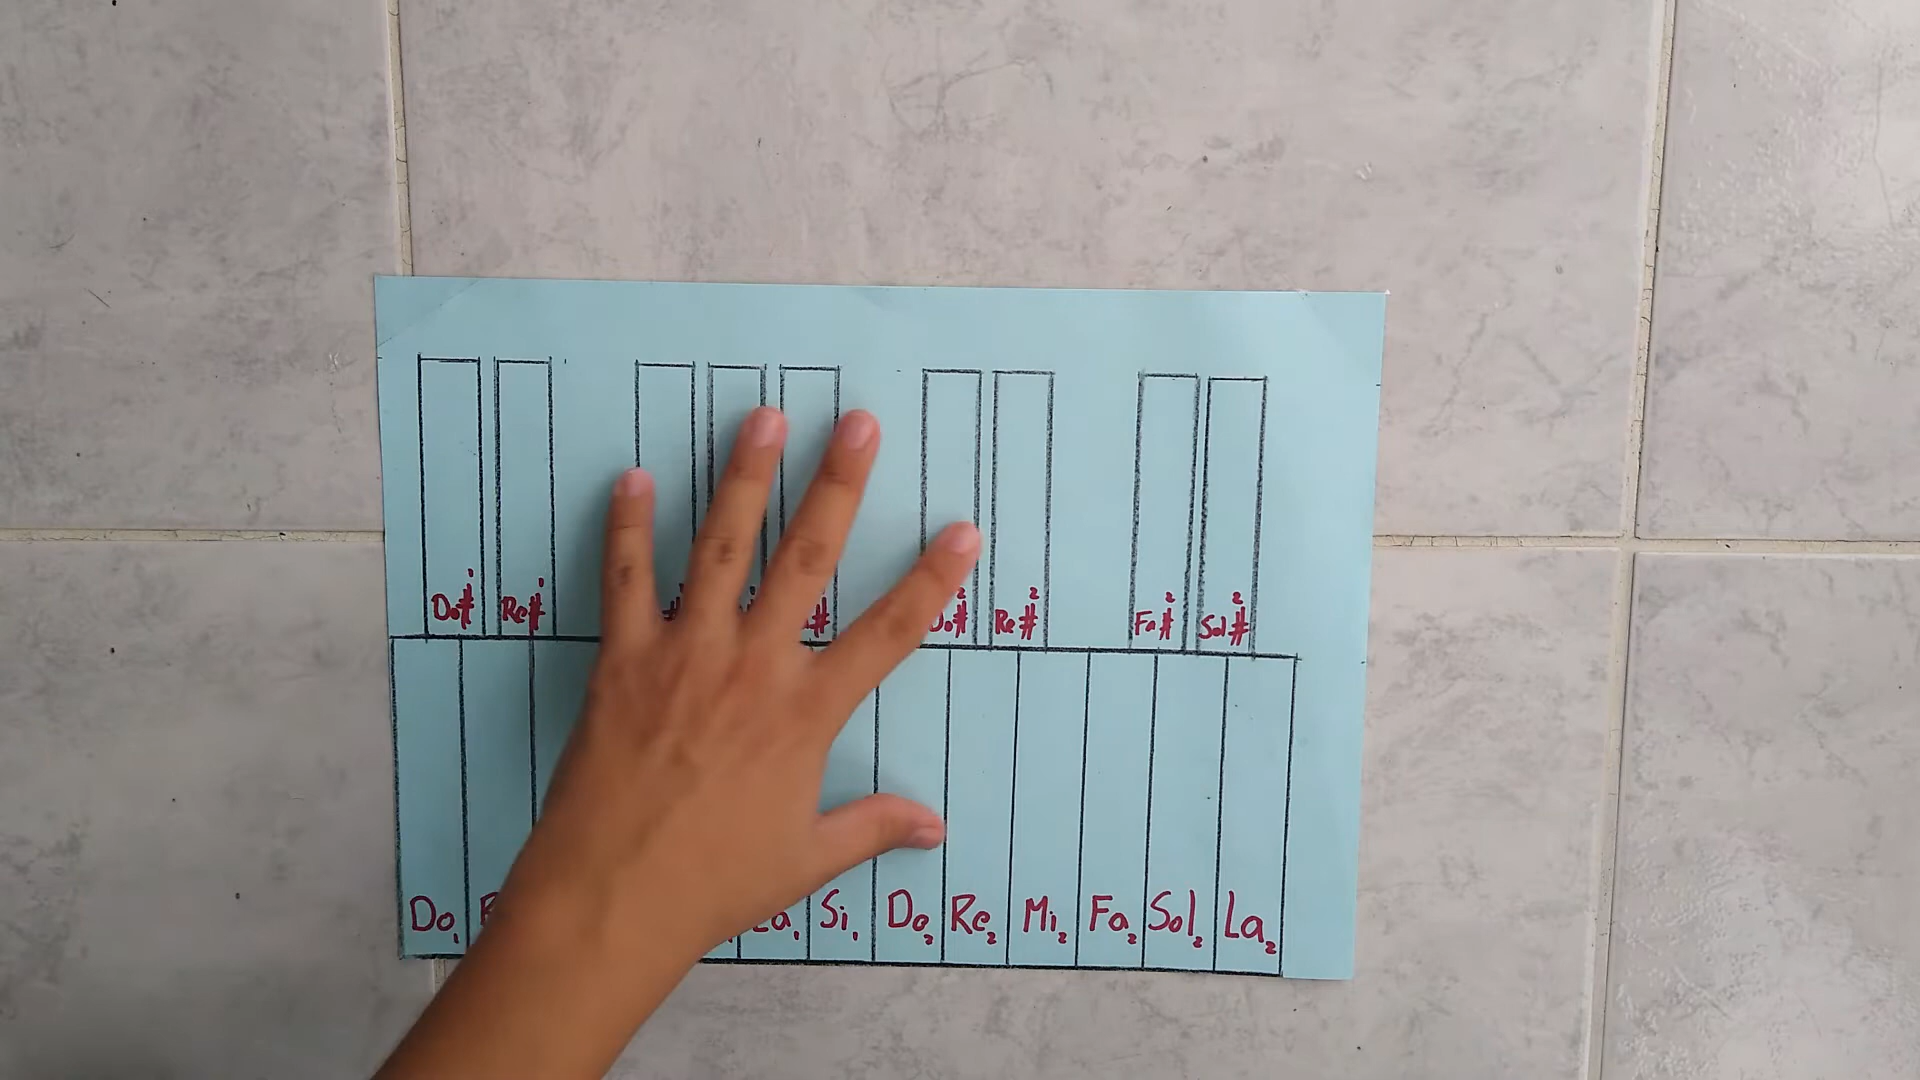 Do#¹ Re#¹ Do#² Re#² Fa#² Sol#²
Do₁ La₁ Si₁ Do₂ Re₂ Mi₂ Fa₂ Sol₂ La₂